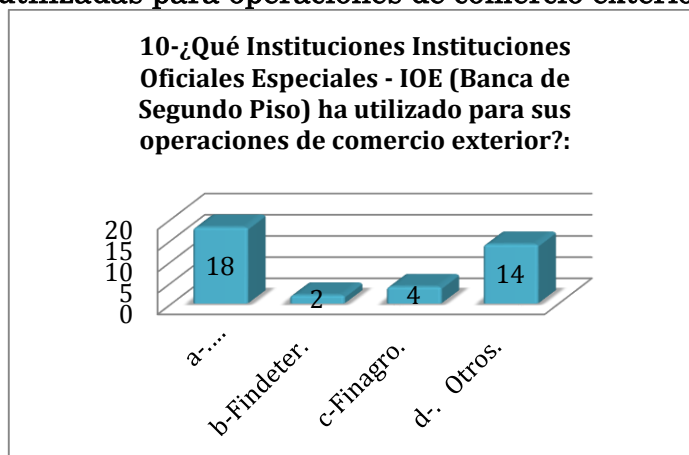 utilizadas para operaciones de comercio exterio
10-¿Qué Instituciones Instituciones
Oficiales Especiales - IOE (Banca de
Segundo Piso) ha utilizado para sus
operaciones de comercio exterior?:
20
15
10
5
0
18
2
4
14
a-....
b-Findeter.
c-Finagro.
d-. Otros.